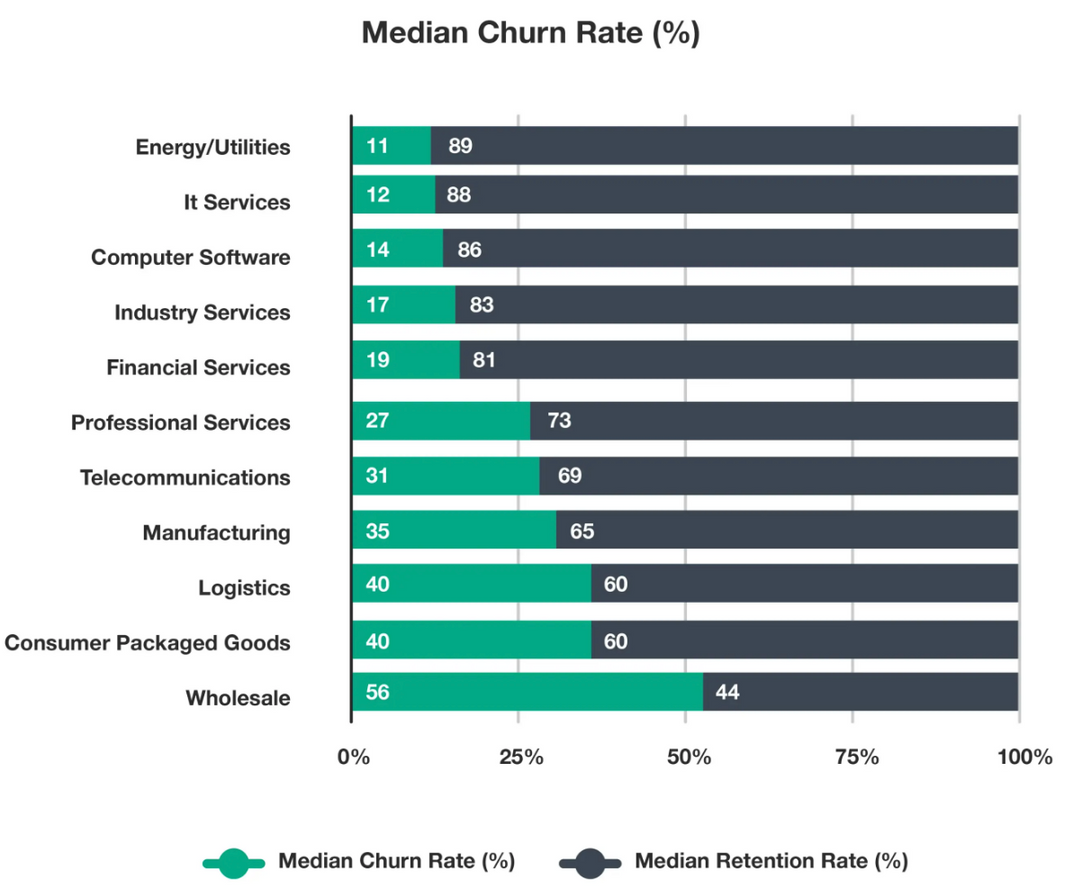 Median Churn Rate (%)
Energy/Utilities 11 89
It Services 12 88
Computer Software 14 86
Industry Services 17 83
Financial Services 19 81
Professional Services 27 73
Telecommunications 31 69
Manufacturing 35 65
Logistics 40 60
Consumer Packaged Goods 40 60
Wholesale 56 44
0% 25% 50% 75% 100%
Median Churn Rate (%) Median Retention Rate (%)